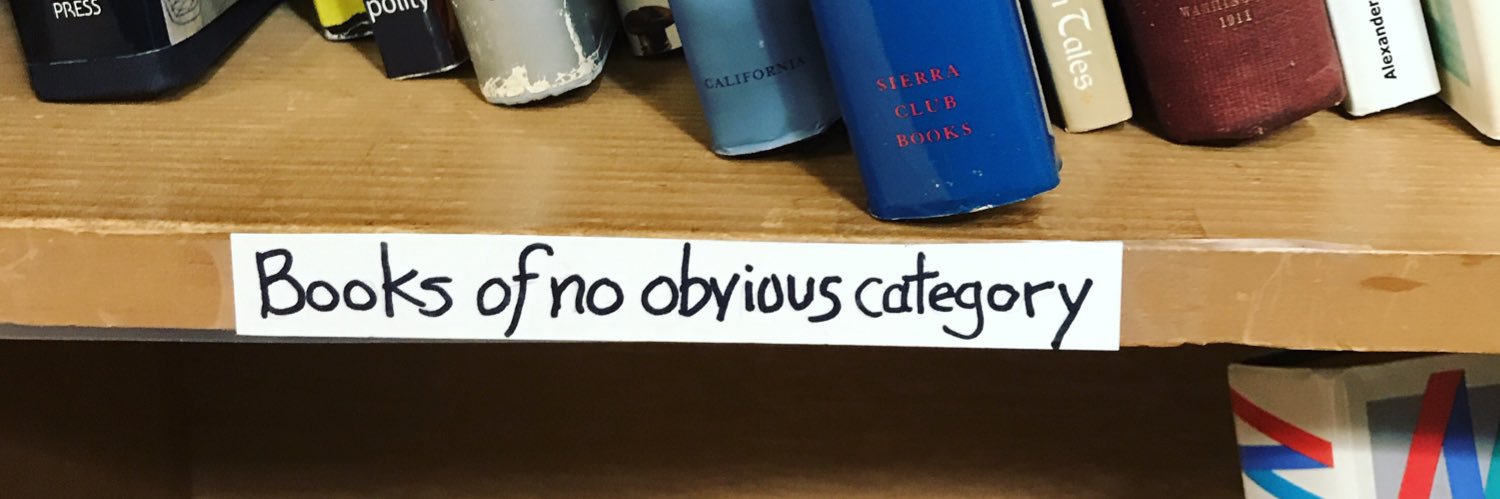 PRESS
polity
CALIFORNIA
SIERRA
CLUB
BOOKS
Tales
1911
Alexander
Books of no obvious category